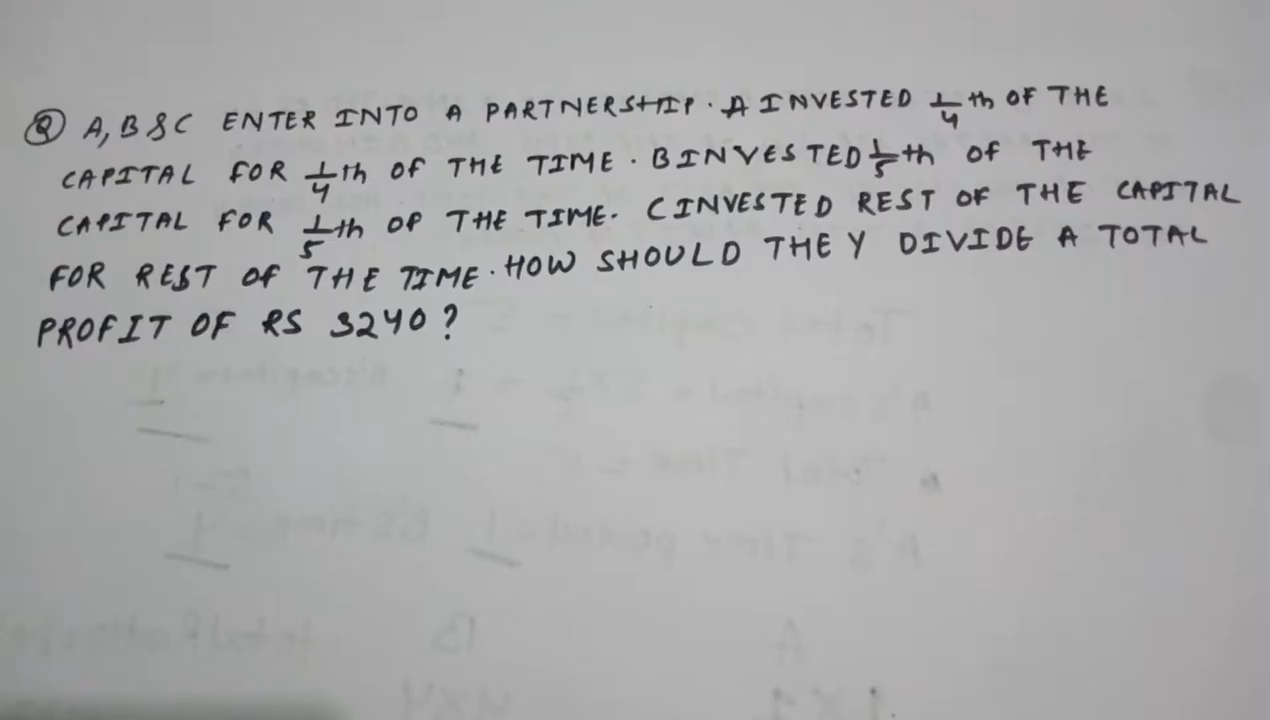 Q A, B & C ENTER INTO A PARTNERSHIP. A INVESTED 1/4 th OF THE
CAPITAL FOR 1/4 th OF THE TIME. B INVESTED 1/5 th OF THE
CAPITAL FOR 1/5 th OF THE TIME. C INVESTED REST OF THE CAPITAL
FOR REST OF THE TIME. HOW SHOULD THEY DIVIDE A TOTAL
PROFIT OF RS 3240?